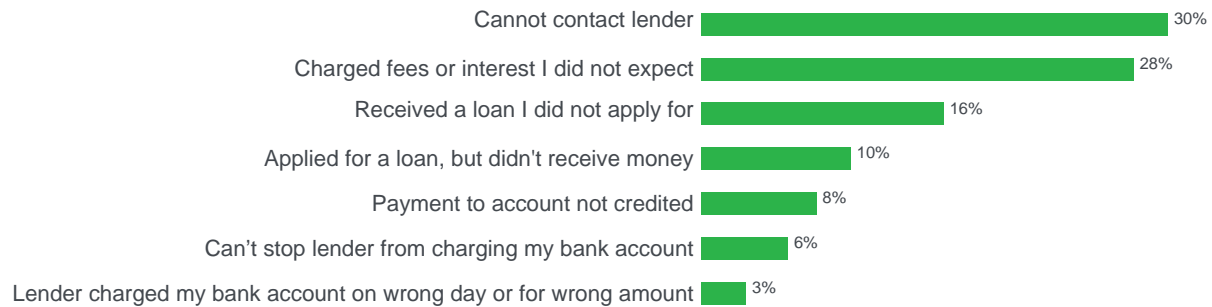 Cannot contact lender 30%
Charged fees or interest I did not expect 28%
Received a loan I did not apply for 16%
Applied for a loan, but didn't receive money 10%
Payment to account not credited 8%
Can’t stop lender from charging my bank account 6%
Lender charged my bank account on wrong day or for wrong amount 3%